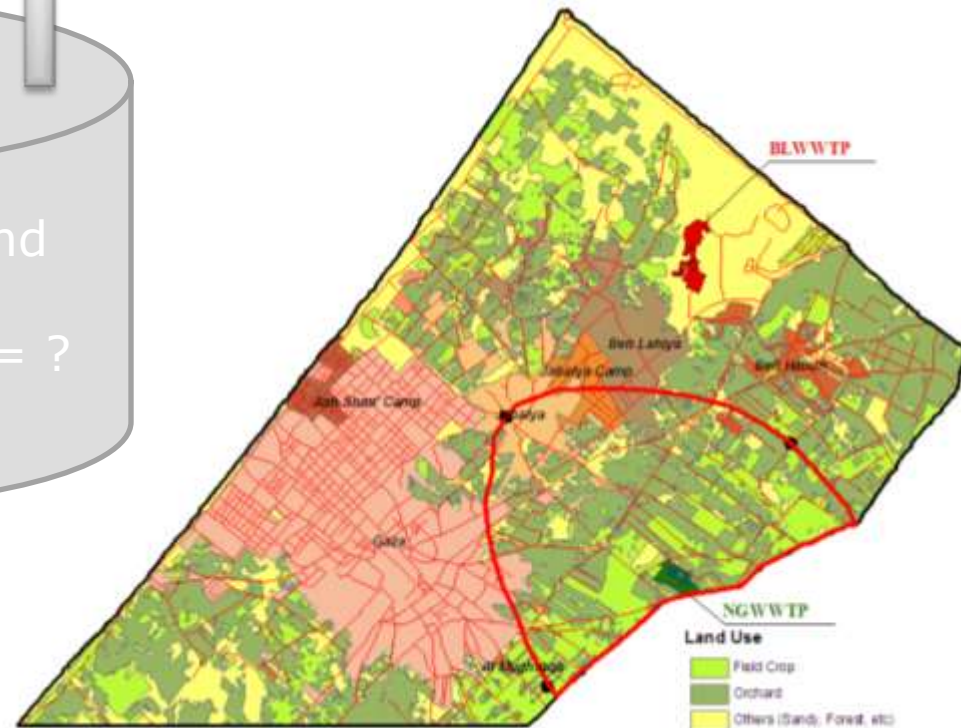 nd
= ?
BLWWTP
Beit Lahiya
Jabalya Camp
Beit Hanun
Ash Shati' Camp
Jabalya
Gaza
NGWWTP
Land Use
Field Crop
Orchard
Others (Sand, Forest, etc)